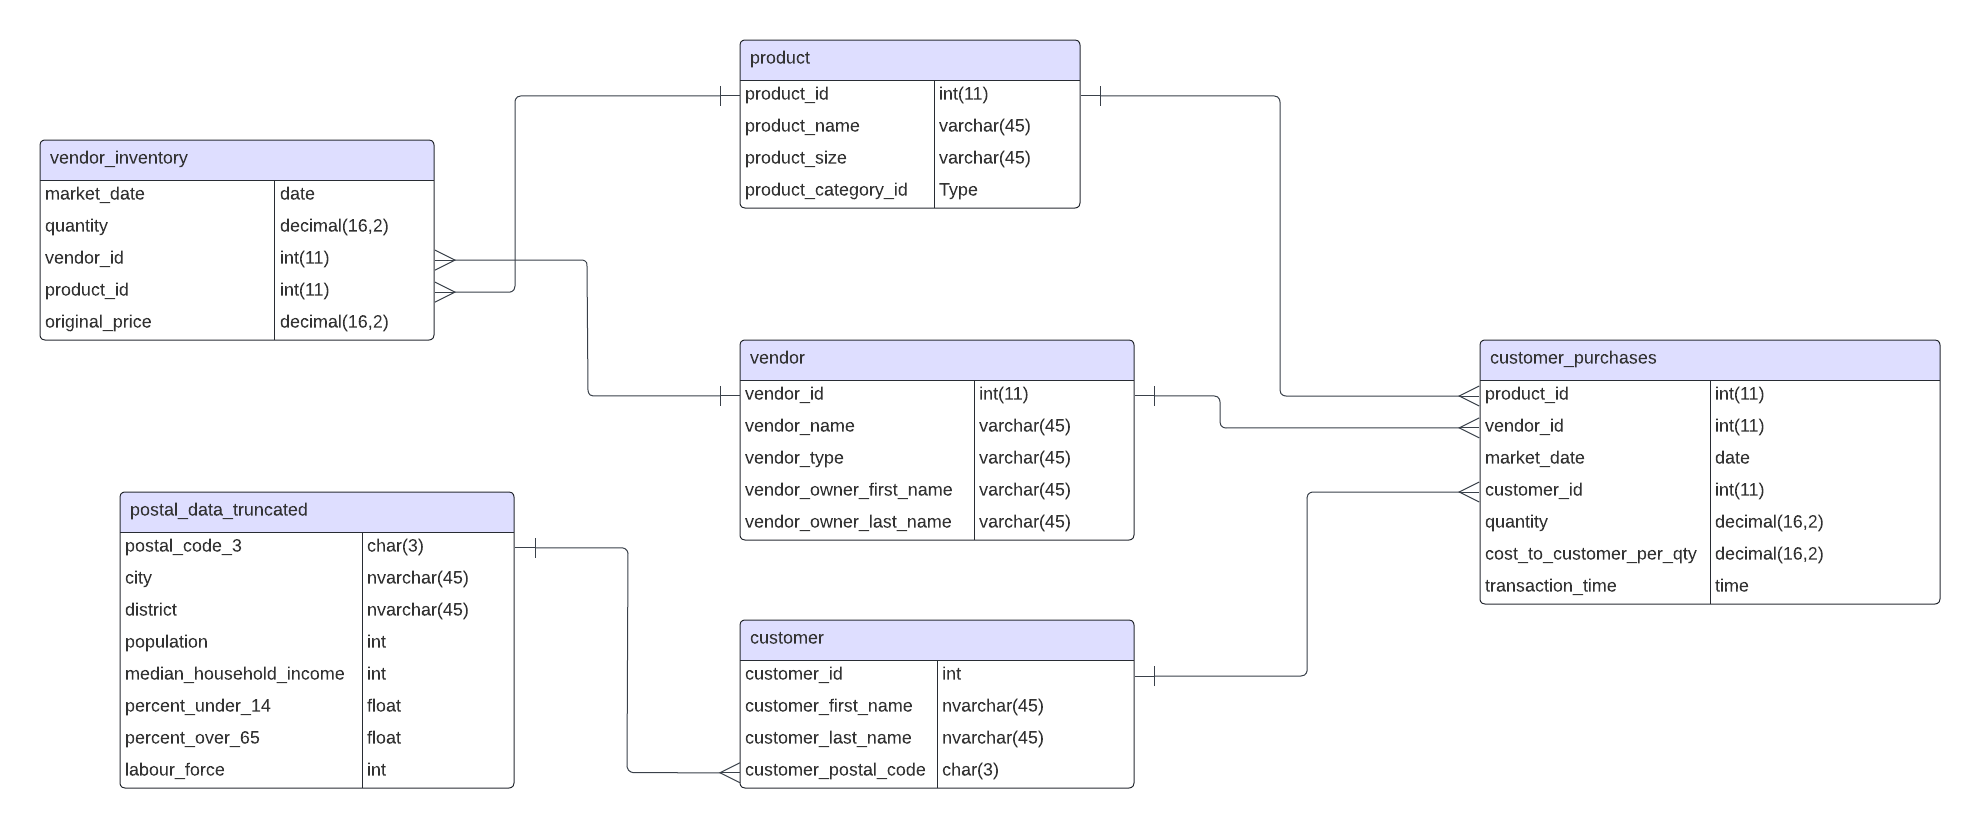 product
product_id int(11)
product_name varchar(45)
product_size varchar(45)
product_category_id Type
vendor_inventory
market_date date
quantity decimal(16,2)
vendor_id int(11)
product_id int(11)
original_price decimal(16,2)
vendor
vendor_id int(11)
vendor_name varchar(45)
vendor_type varchar(45)
vendor_owner_first_name varchar(45)
vendor_owner_last_name varchar(45)
customer_purchases
product_id int(11)
vendor_id int(11)
market_date date
customer_id int(11)
quantity decimal(16,2)
cost_to_customer_per_qty decimal(16,2)
transaction_time time
postal_data_truncated
postal_code_3 char(3)
city nvarchar(45)
district nvarchar(45)
population int
median_household_income int
percent_under_14 float
percent_over_65 float
labour_force int
customer
customer_id int
customer_first_name nvarchar(45)
customer_last_name nvarchar(45)
customer_postal_code char(3)